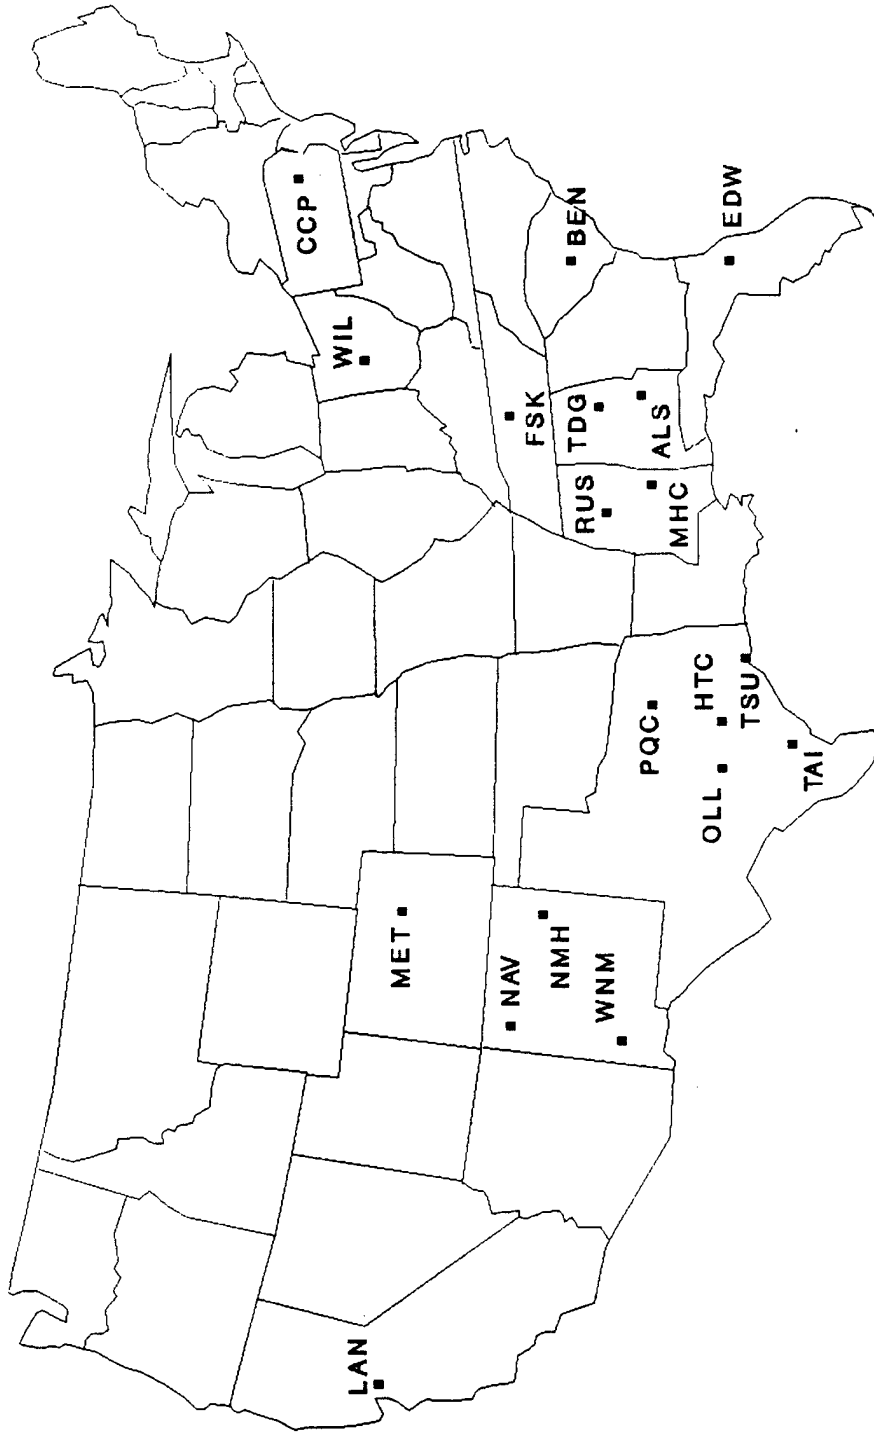 CCP
WIL
BEN
EDW
FSK
TDG
ALS
RUS
MHC
PQC
HTC
TSU
OLL
TAI
MET
NAV
NMH
WNM
LAN